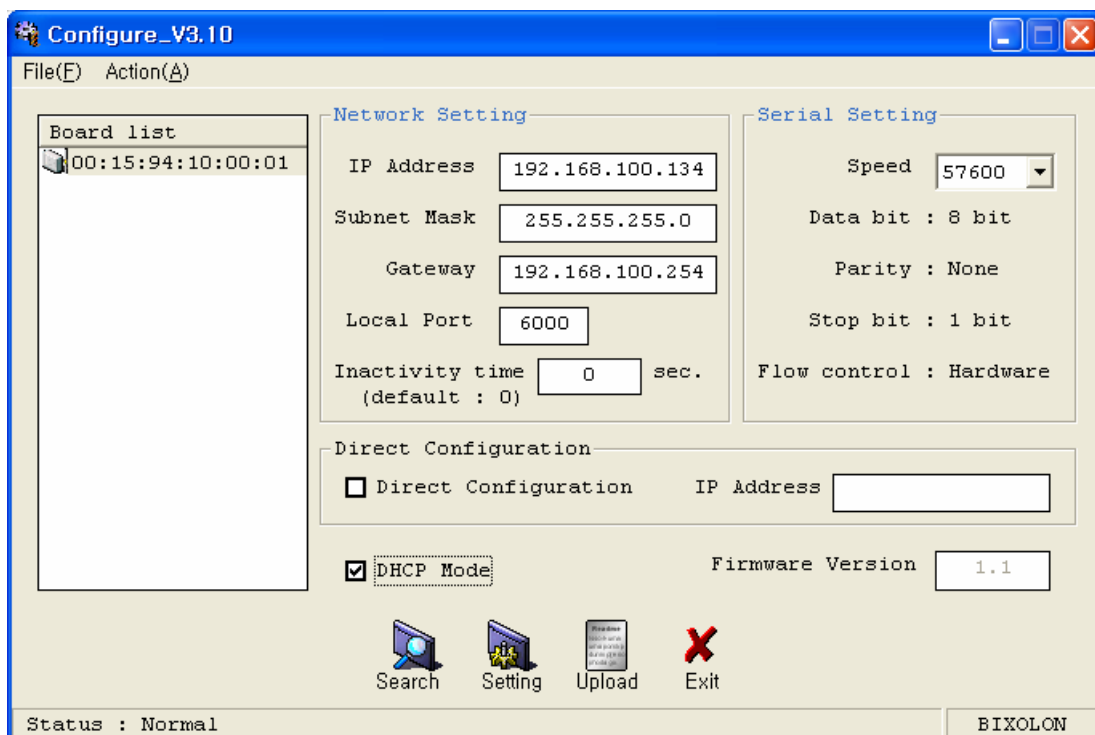 Configure_V3.10
File(F) Action(A)
Board list
00:15:94:10:00:01
Network Setting
IP Address 192.168.100.134
Subnet Mask 255.255.255.0
Gateway 192.168.100.254
Local Port 6000
Inactivity time 0 sec.
(default : 0)
Serial Setting
Speed 57600
Data bit : 8 bit
Parity : None
Stop bit : 1 bit
Flow control : Hardware
Direct Configuration
Direct Configuration IP Address
DHCP Mode
Firmware Version 1.1
Readme
Search Setting Upload Exit
Status : Normal
BIXOLON